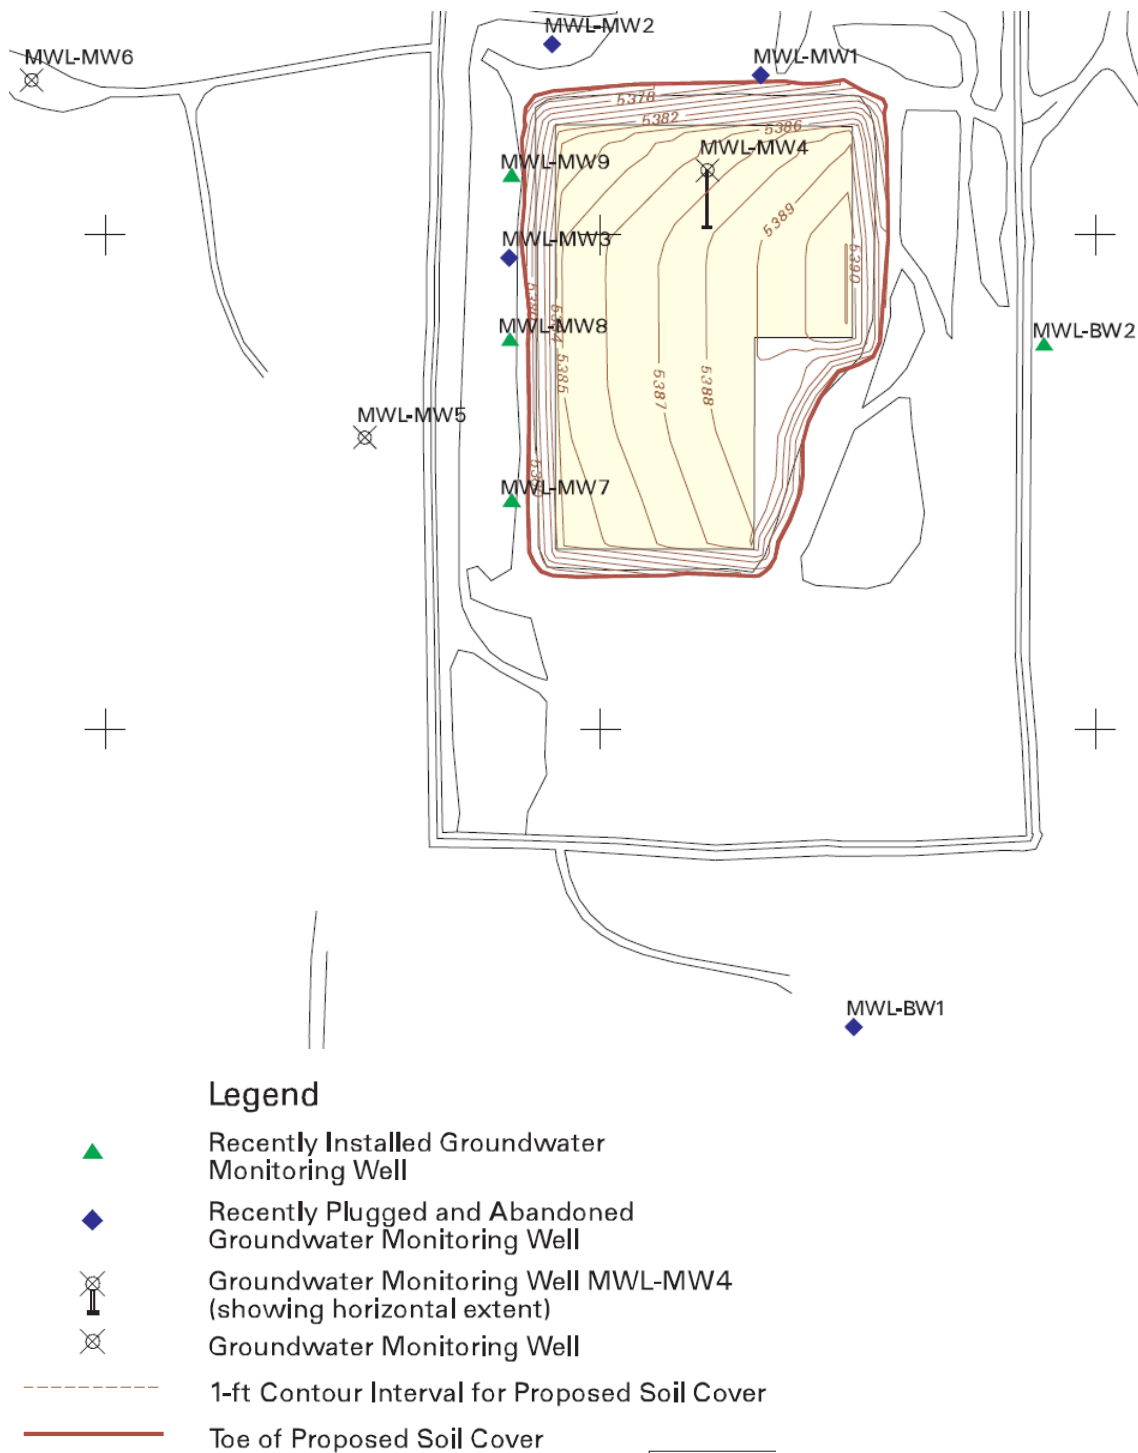 MWL-MW2
MWL-MW6
MWL-MW1
5378
5382
5386
MWL-MW4
MWL-MW9
5389
MWL-MW3
5390
MWL-MW8
MWL-BW2
5385
5387
5388
MWL-MW5
MWL-MW7
MWL-BW1
Legend
Recently Installed Groundwater
Monitoring Well
Recently Plugged and Abandoned
Groundwater Monitoring Well
Groundwater Monitoring Well MWL-MW4
(showing horizontal extent)
Groundwater Monitoring Well
1-ft Contour Interval for Proposed Soil Cover
Toe of Proposed Soil Cover